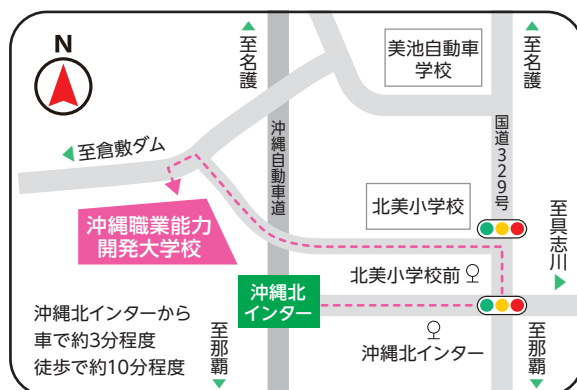 N
至名護
至名護
美池自動車
学校
至倉敷ダム
沖縄自動車道
国道329号
沖縄職業能力
開発大学校
北美小学校
至具志川
北美小学校前
沖縄北
インター
沖縄北インター
沖縄北インターから
車で約3分程度
徒歩で約10分程度
至那覇
至那覇